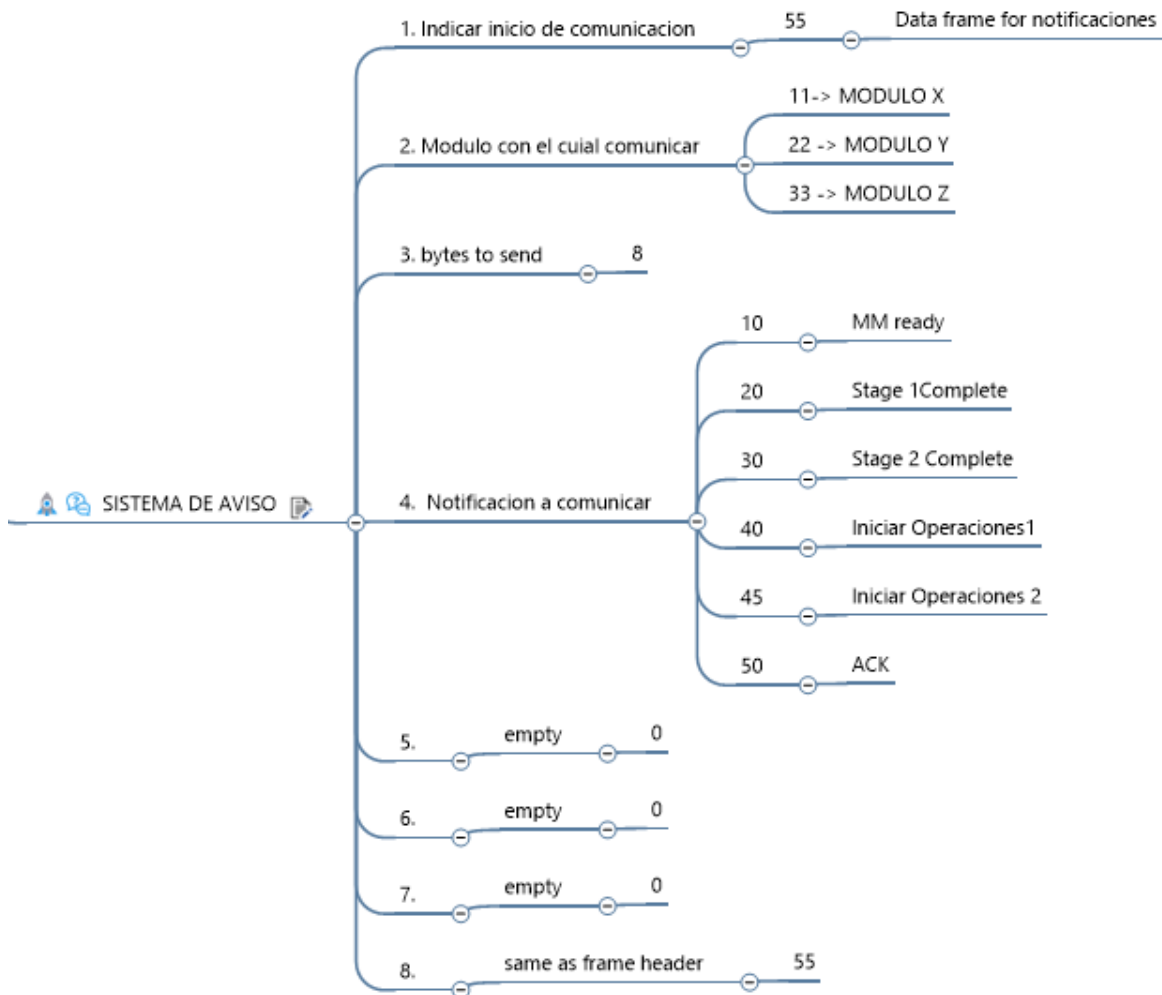 1. Indicar inicio de comunicacion
55
Data frame for notificaciones
2. Modulo con el cuial comunicar
11-> MODULO X
22 -> MODULO Y
33 -> MODULO Z
3. bytes to send
8
SISTEMA DE AVISO
4. Notificacion a comunicar
10
MM ready
20
Stage 1Complete
30
Stage 2 Complete
40
Iniciar Operaciones1
45
Iniciar Operaciones 2
50
ACK
5.
empty
0
6.
empty
0
7.
empty
0
8.
same as frame header
55